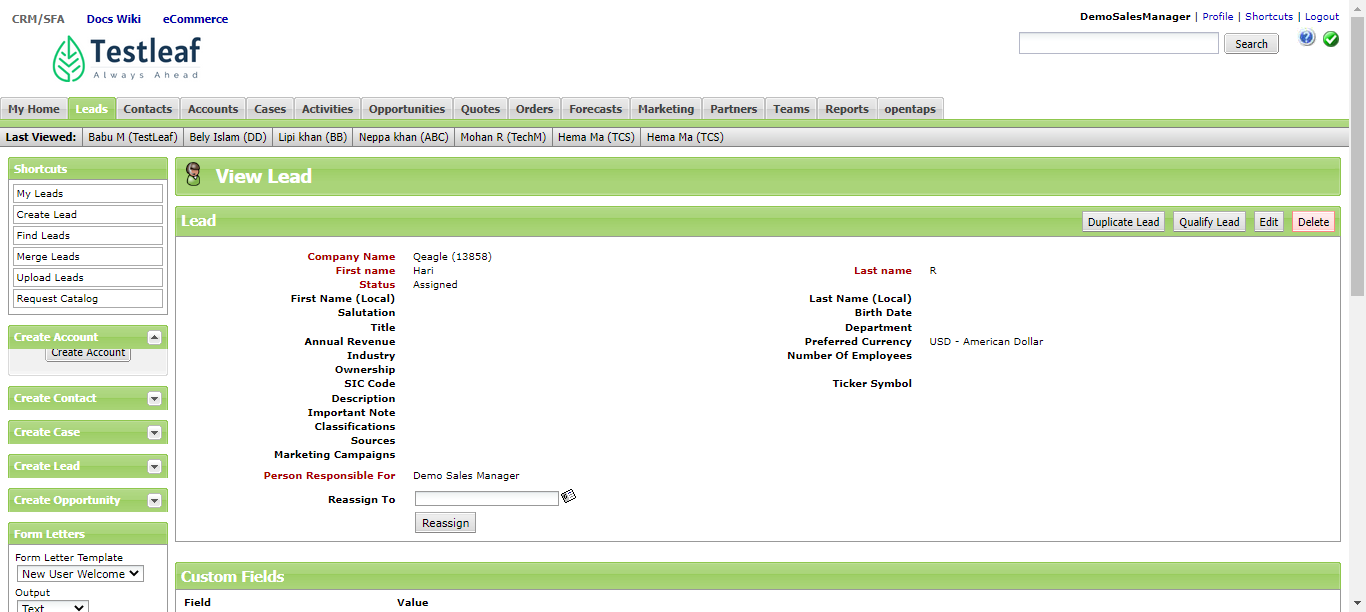 CRM/SFA Docs Wiki eCommerce
DemoSalesManager | Profile | Shortcuts | Logout
Testleaf
Always Ahead
Search
My Home Leads Contacts Accounts Cases Activities Opportunities Quotes Orders Forecasts Marketing Partners Teams Reports opentaps
Last Viewed: Babu M (TestLeaf) Bely Islam (DD) Lipi khan (BB) Neppa khan (ABC) Mohan R (TechM) Hema Ma (TCS) Hema Ma (TCS)
Shortcuts
My Leads
Create Lead
Find Leads
Merge Leads
Upload Leads
Request Catalog
Create Account
Create Account
Create Contact
Create Case
Create Lead
Create Opportunity
Form Letters
Form Letter Template
New User Welcome
Output
Text
View Lead
Lead
Duplicate Lead Qualify Lead Edit Delete
Company Name Qeagle (13858)
First name Hari Last name R
Status Assigned
First Name (Local) Last Name (Local)
Salutation Birth Date
Title Department
Annual Revenue Preferred Currency USD - American Dollar
Industry Number Of Employees
Ownership
SIC Code Ticker Symbol
Description
Important Note
Classifications
Sources
Marketing Campaigns
Person Responsible For Demo Sales Manager
Reassign To
Reassign
Custom Fields
Field Value